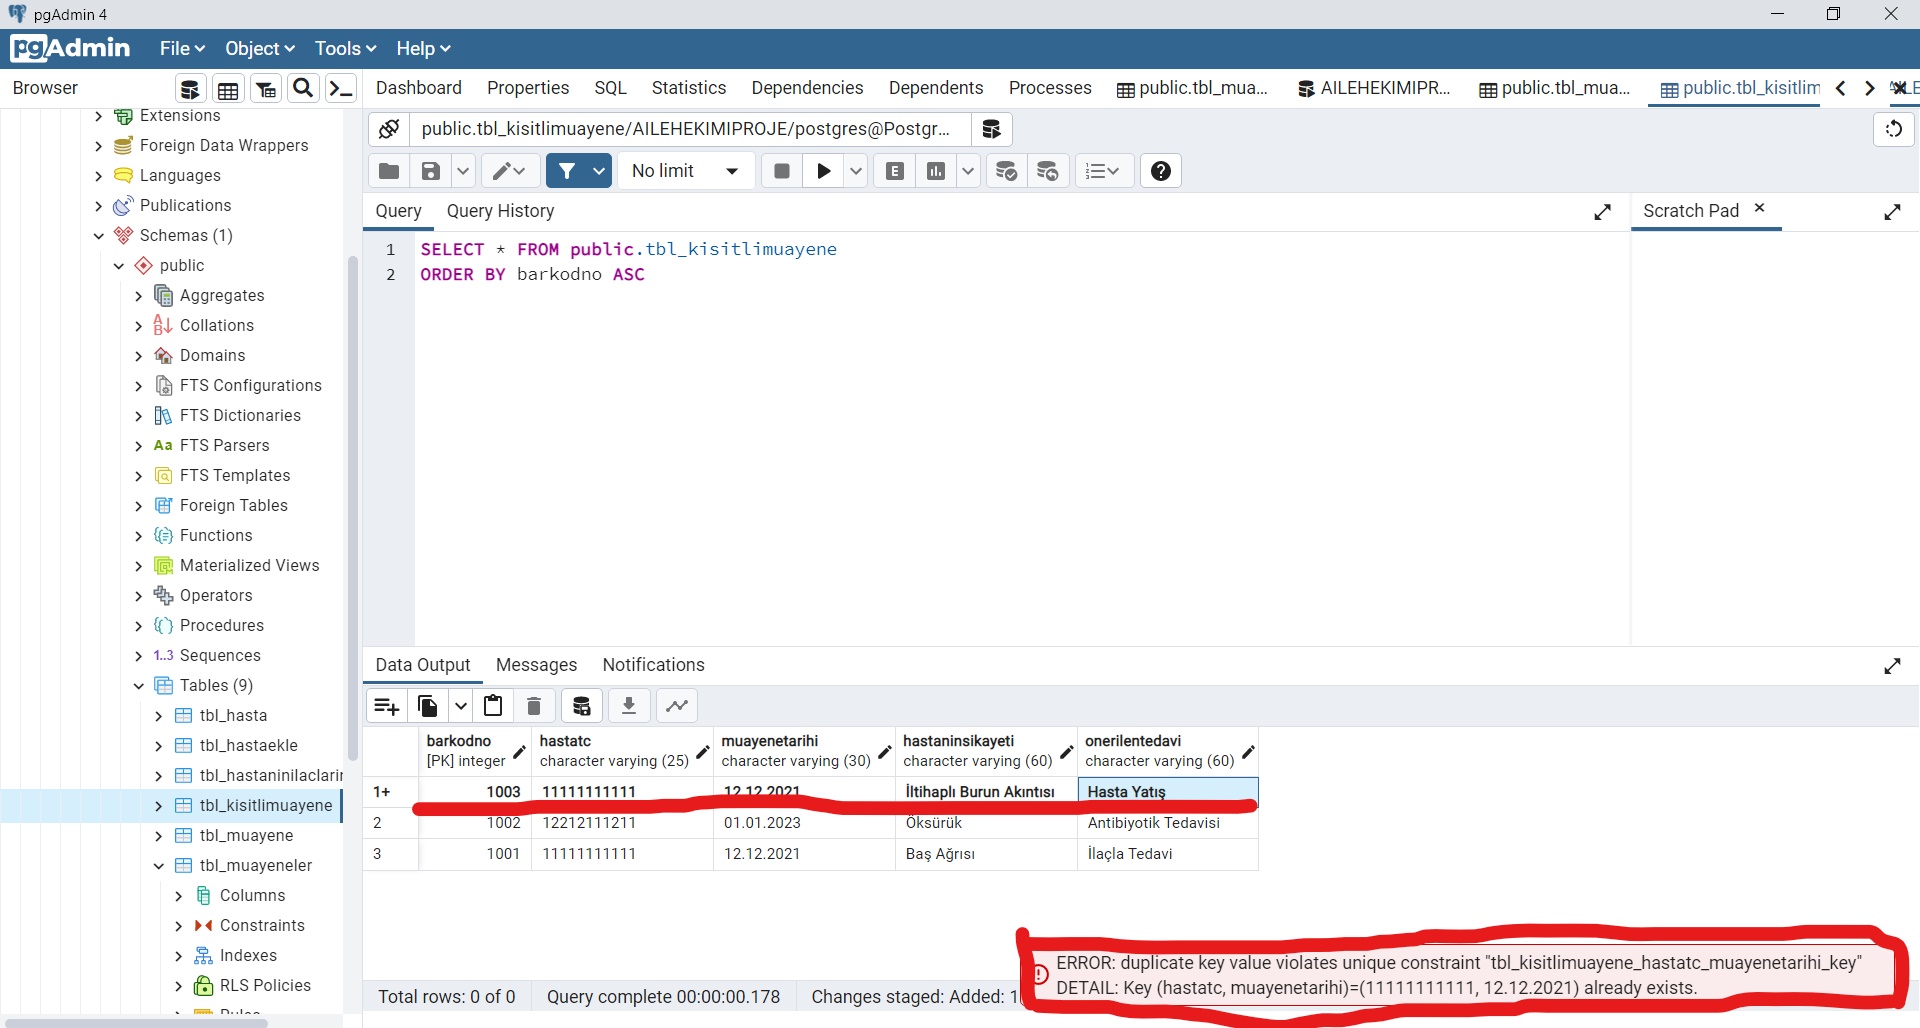 pgAdmin 4
pgAdmin File Object Tools Help
Browser
Dashboard Properties SQL Statistics Dependencies Dependents Processes public.tbl_mua... AILEHEKIMIPR... public.tbl_mua... public.tbl_kisitlim
public.tbl_kisitlimuayene/AILEHEKIMIPROJE/postgres@Postgr...
No limit
E
Query Query History
Scratch Pad
1 SELECT * FROM public.tbl_kisitlimuayene
2 ORDER BY barkodno ASC
Extensions
Foreign Data Wrappers
Languages
Publications
Schemas (1)
public
Aggregates
Collations
Domains
FTS Configurations
FTS Dictionaries
Aa FTS Parsers
FTS Templates
Foreign Tables
Functions
Materialized Views
Operators
Procedures
1..3 Sequences
Tables (9)
tbl_hasta
tbl_hastaekle
tbl_hastaninilaclarir
tbl_kisitlimuayene
tbl_muayene
tbl_muayeneler
Columns
Constraints
Indexes
RLS Policies
Data Output Messages Notifications
barkodno hastatc muayenetarihi hastaninsikayeti onerilentedavi
[PK] integer character varying (25) character varying (30) character varying (60) character varying (60)
1+ 1003 11111111111 12.12.2021 İltihaplı Burun Akıntısı Hasta Yatış
2 1002 12212111211 01.01.2023 Öksürük Antibiyotik Tedavisi
3 1001 11111111111 12.12.2021 Baş Ağrısı İlaçla Tedavi
ERROR: duplicate key value violates unique constraint "tbl_kisitlimuayene_hastatc_muayenetarihi_key"
DETAIL: Key (hastatc, muayenetarihi)=(11111111111, 12.12.2021) already exists.
Total rows: 0 of 0 Query complete 00:00:00.178 Changes staged: Added: 1